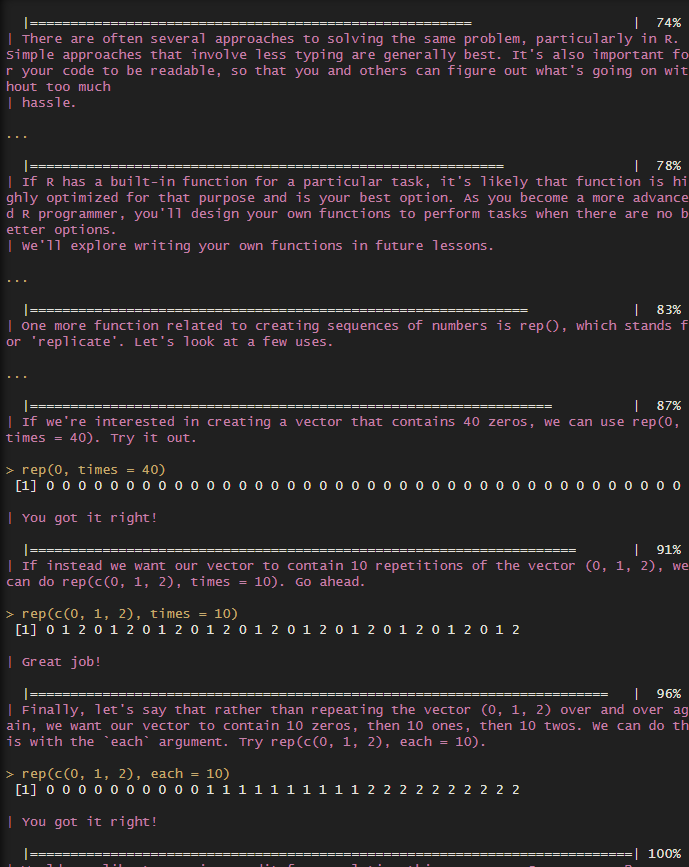 |======================================================= | 74%
| There are often several approaches to solving the same problem, particularly in R.
Simple approaches that involve less typing are generally best. It's also important fo
r your code to be readable, so that you and others can figure out what's going on wit
hout too much
| hassle.
...
|=========================================================== | 78%
| If R has a built-in function for a particular task, it's likely that function is hi
ghly optimized for that purpose and is your best option. As you become a more advance
d R programmer, you'll design your own functions to perform tasks when there are no b
etter options.
| We'll explore writing your own functions in future lessons.
...
|============================================================== | 83%
| One more function related to creating sequences of numbers is rep(), which stands f
or 'replicate'. Let's look at a few uses.
...
|================================================================= | 87%
| If we're interested in creating a vector that contains 40 zeros, we can use rep(0,
times = 40). Try it out.
> rep(0, times = 40)
[1] 0 0 0 0 0 0 0 0 0 0 0 0 0 0 0 0 0 0 0 0 0 0 0 0 0 0 0 0 0 0 0 0 0 0 0 0 0 0 0 0
| You got it right!
|==================================================================== | 91%
| If instead we want our vector to contain 10 repetitions of the vector (0, 1, 2), we
can do rep(c(0, 1, 2), times = 10). Go ahead.
> rep(c(0, 1, 2), times = 10)
[1] 0 1 2 0 1 2 0 1 2 0 1 2 0 1 2 0 1 2 0 1 2 0 1 2 0 1 2 0 1 2
| Great job!
|======================================================================== | 96%
| Finally, let's say that rather than repeating the vector (0, 1, 2) over and over ag
ain, we want our vector to contain 10 zeros, then 10 ones, then 10 twos. We can do th
is with the `each` argument. Try rep(c(0, 1, 2), each = 10).
> rep(c(0, 1, 2), each = 10)
[1] 0 0 0 0 0 0 0 0 0 0 1 1 1 1 1 1 1 1 1 1 2 2 2 2 2 2 2 2 2 2
| You got it right!
|===========================================================================| 100%